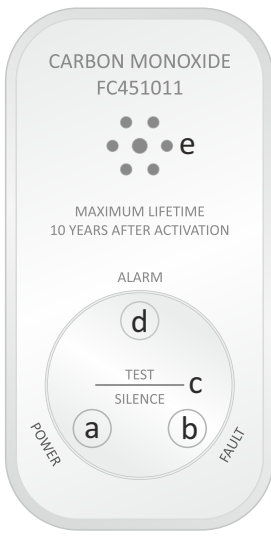 CARBON MONOXIDE
FC451011
e
MAXIMUM LIFETIME
10 YEARS AFTER ACTIVATION
ALARM
d
TEST
c
SILENCE
a
b
POWER
FAULT